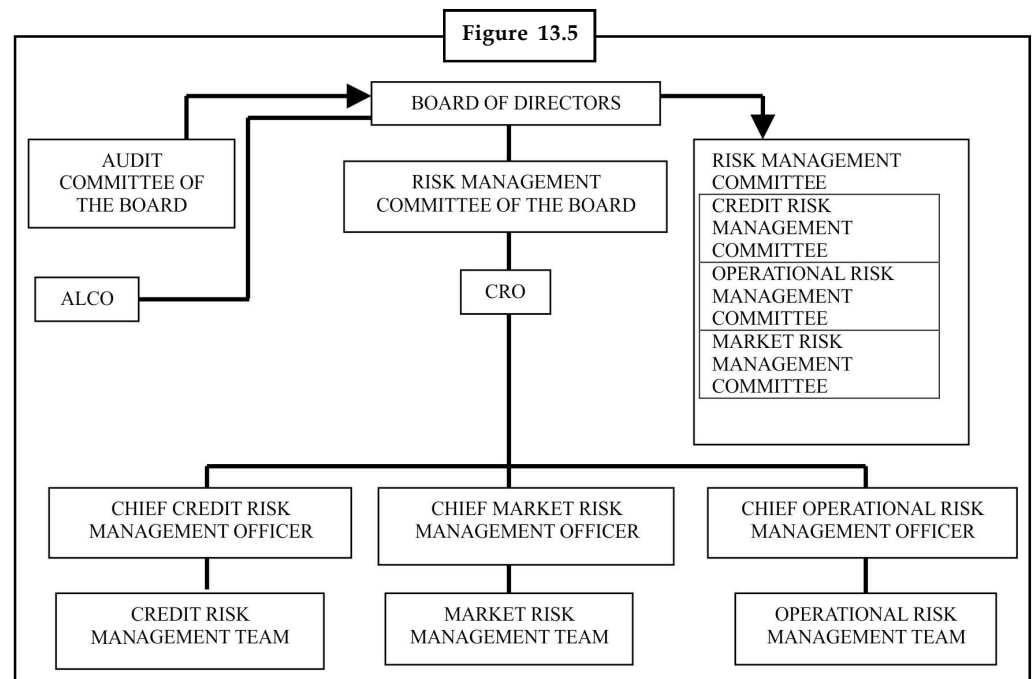 Figure 13.5
BOARD OF DIRECTORS
AUDIT
COMMITTEE OF
THE BOARD
RISK MANAGEMENT
COMMITTEE OF THE BOARD
RISK MANAGEMENT
COMMITTEE
CREDIT RISK
MANAGEMENT
COMMITTEE
OPERATIONAL RISK
MANAGEMENT
COMMITTEE
MARKET RISK
MANAGEMENT
COMMITTEE
ALCO
CRO
CHIEF CREDIT RISK
MANAGEMENT OFFICER
CHIEF MARKET RISK
MANAGEMENT OFFICER
CHIEF OPERATIONAL RISK
MANAGEMENT OFFICER
CREDIT RISK
MANAGEMENT TEAM
MARKET RISK
MANAGEMENT TEAM
OPERATIONAL RISK
MANAGEMENT TEAM